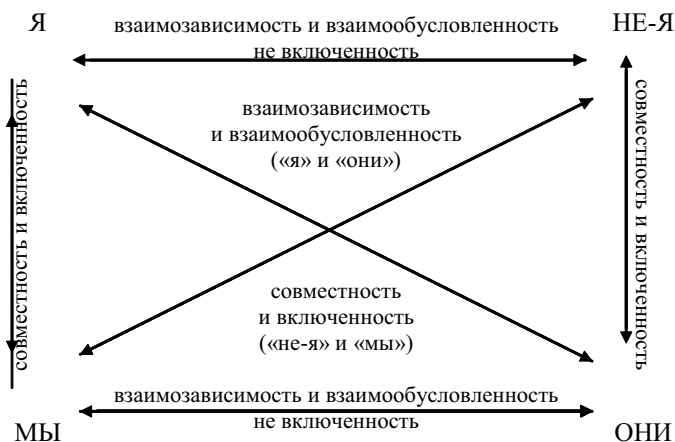 Я
взаимозависимость и взаимообусловленность
не включенность
НЕ-Я
совместность и включенность
взаимозависимость
и взаимообусловленность
(«я» и «они»)
совместность и включенность
совместность
и включенность
(«не-я» и «мы»)
взаимозависимость и взаимообусловленность
не включенность
МЫ
ОНИ